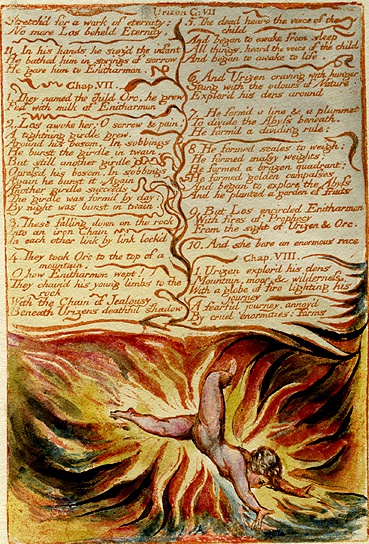 Urizen C: VII
Stretch'd for a work of eternity;
No more Los beheld Eternity.
11. In his hands he siez'd the infant
He bathed him in springs of sorrow
He gave him to Enitharmon.
Chap. VII.
1. They named the child Orc, he grew
Fed with milk of Enitharmon
2. Los awoke her; O sorrow & pain!
A tight'ning girdle grew,
Around his bosom. In sobbings
He burst the girdle in twain,
But still another girdle
Opressd his bosom, In sobbings
Again he burst it. Again
Another girdle succeeds
The girdle was form'd by day;
By night was burst in twain.
3. These falling down on the rock
Into an iron Chain
In each other link by link lock'd
4. They took Orc to the top of a
mountain.
O how Enitharmon wept!
They chain'd his young limbs to the
rock
With the Chain of Jealousy
Beneath Urizens deathful shadow
5. The dead heard the voice of the
child
And began to awake from sleep
All things. heard the voice of the child
And began to awake to life.
6. And Urizen craving with hunger
Stung with the odours of Nature
Explor'd his dens around
7. He form'd a line & a plummet
To divide the Abyss beneath.
He form'd a dividing rule:
8. He formed scales to weigh;
He formed massy weights;
He formed a brazen quadrant;
He formed golden compasses
And began to explore the Abyss
And he planted a garden of fruits
9. But Los encircled Enitharmon
With fires of Prophecy
From the sight of Urizen & Orc.
10. And she bore an enormous race
Chap. VIII.
1. Urizen explor'd his dens
Mountain, moor, & wilderness,
With a globe of fire lighting his
journey
A fearful journey, annoy'd
By cruel enormities: forms